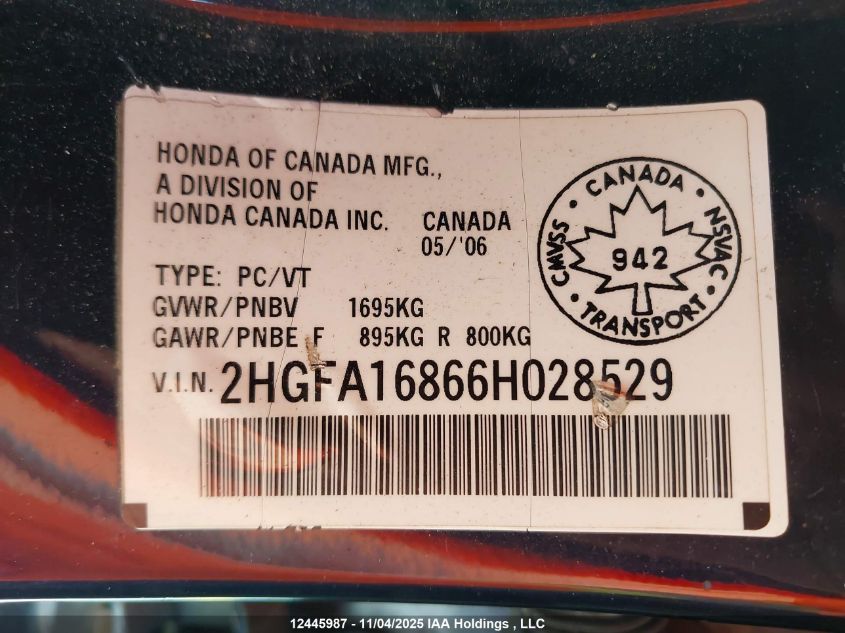 HONDA OF CANADA MFG.,
A DIVISION OF
HONDA CANADA INC. CANADA
05/'06
TYPE: PC/VT
GVWR/PNBV 1695KG
GAWR/PNBE F 895KG R 800KG
V.I.N. 2HGFA16866H028529
• CANADA •
CMVSS
NSVAC
942
• TRANSPORT •
12445987 - 11/04/2025 IAA Holdings , LLC